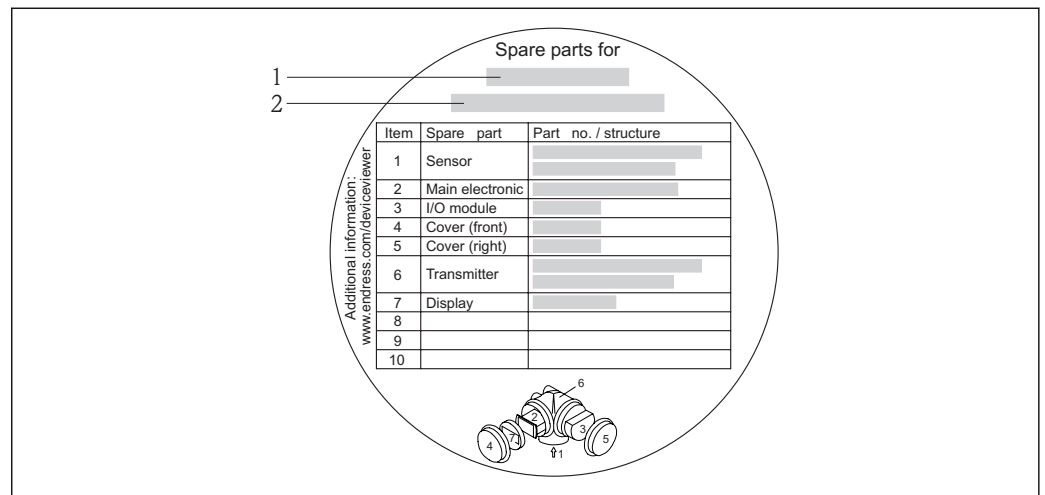 Spare parts for
1
2
Additional information:
www.endress.com/deviceviewer
Item Spare part Part no. / structure
1 Sensor
2 Main electronic
3 I/O module
4 Cover (front)
5 Cover (right)
6 Transmitter
7 Display
8
9
10
6
2
3
4
7
5
1